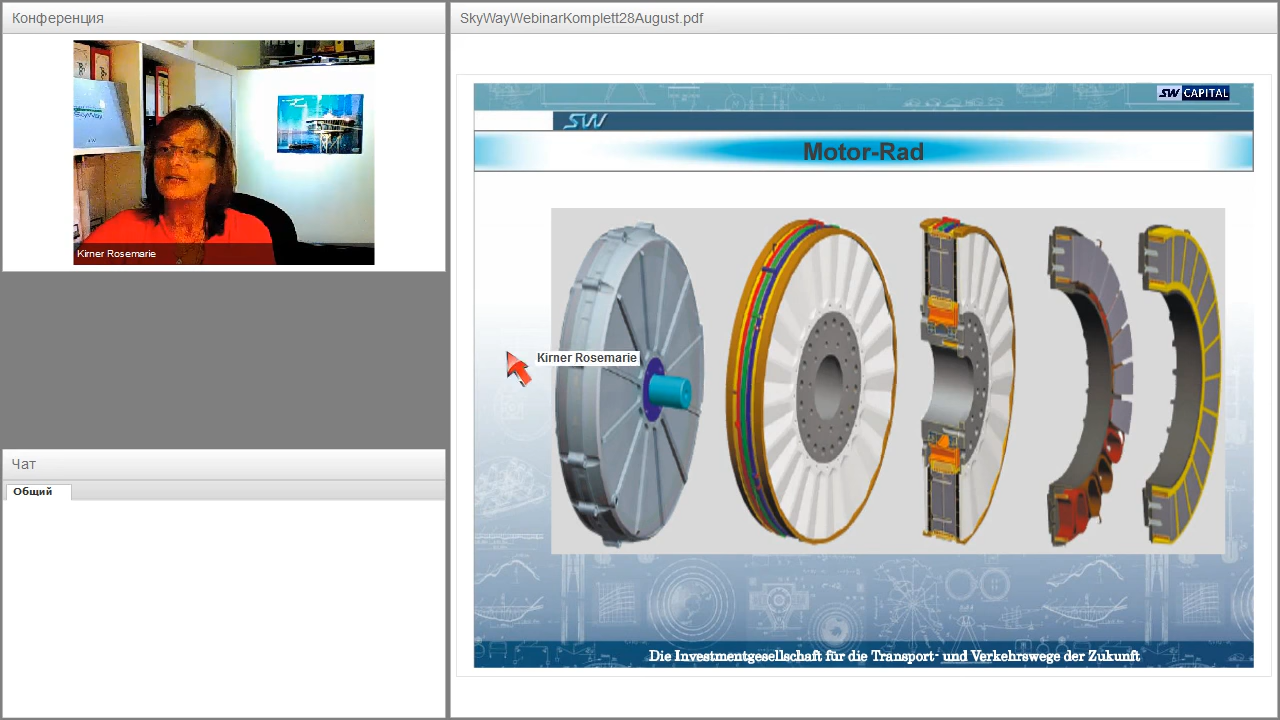 Конференция
Kirner Rosemarie
Чат
Общий
SkyWayWebinarKomplett28August.pdf
SW CAPITAL
SW
Motor-Rad
Kirner Rosemarie
Die Investmentgesellschaft für die Transport- und Verkehrswege der Zukunft